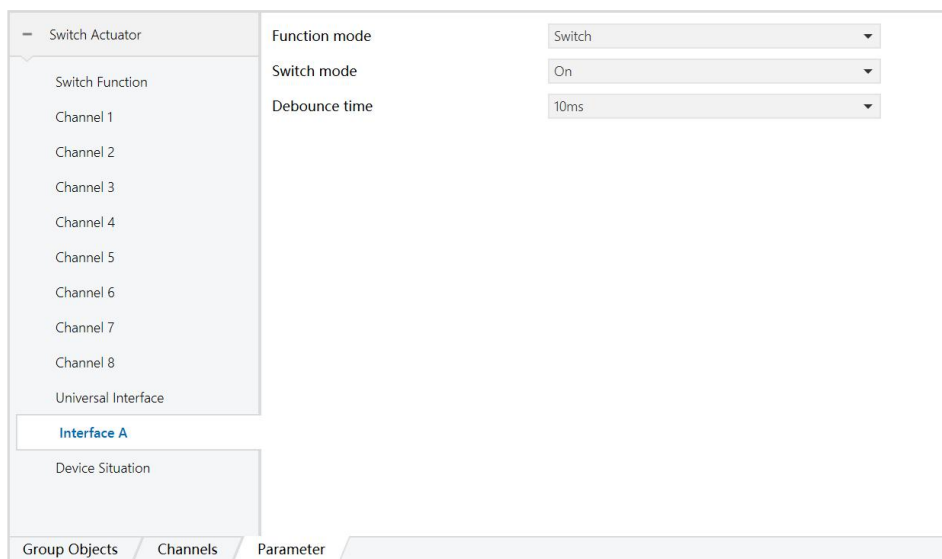 Switch Actuator
Switch Function
Channel 1
Channel 2
Channel 3
Channel 4
Channel 5
Channel 6
Channel 7
Channel 8
Universal Interface
Interface A
Device Situation
Function mode Switch
Switch mode On
Debounce time 10ms
Group Objects Channels Parameter